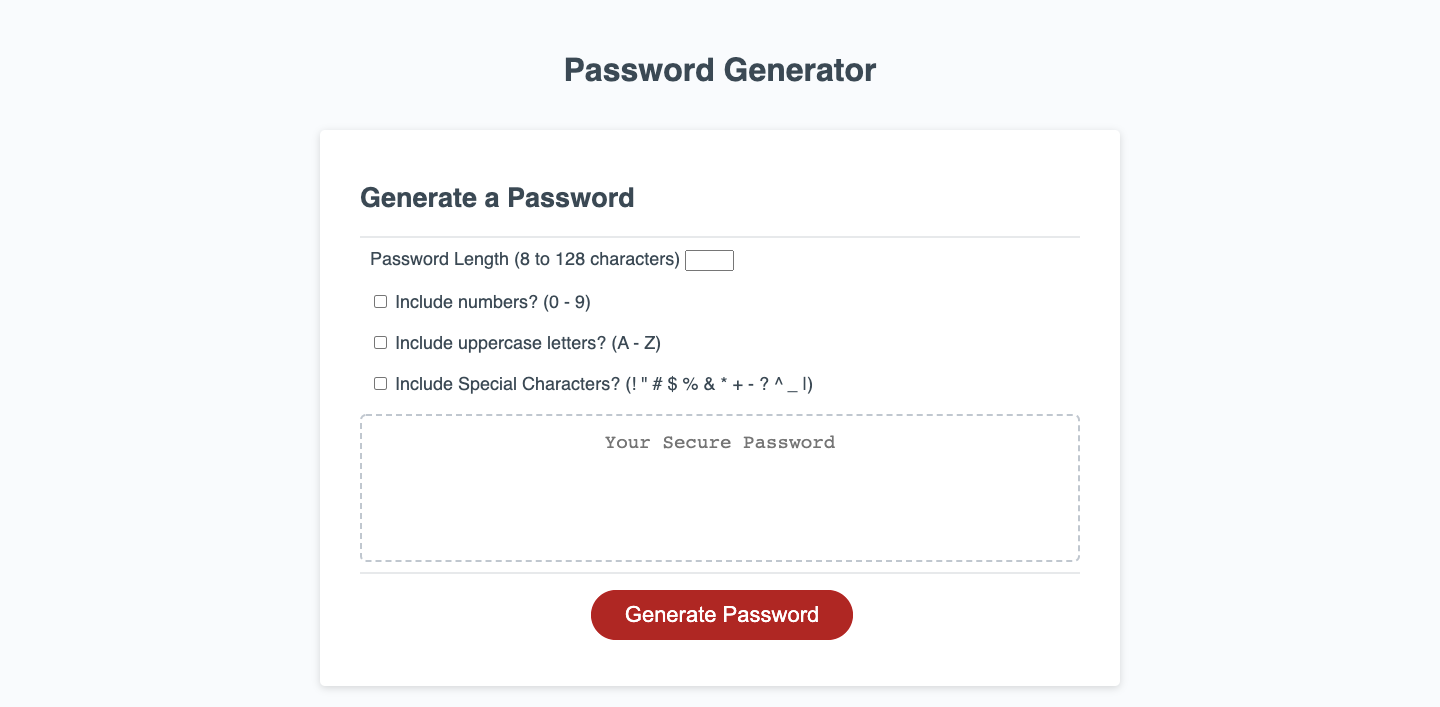 Password Generator
Generate a Password
Password Length (8 to 128 characters)
Include numbers? (0 - 9)
Include uppercase letters? (A - Z)
Include Special Characters? (! " # $ % & * + - ? ^ _ |)
Your Secure Password
Generate Password